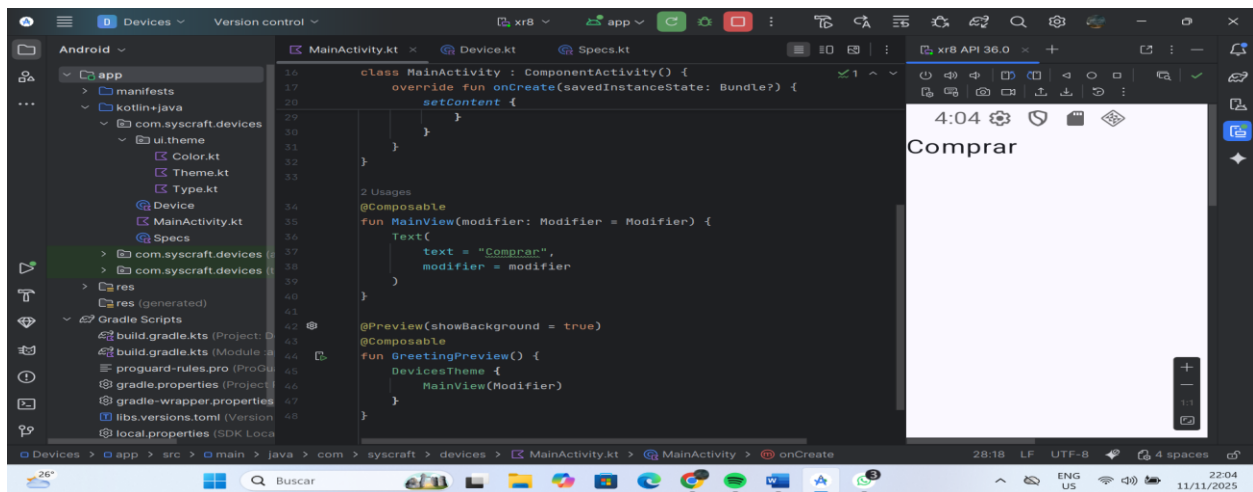 D Devices Version control xr8 app
Android
MainActivity.kt Device.kt Specs.kt
xr8 API 36.0
app
manifests
kotlin+java
com.syscraft.devices
ui.theme
Color.kt
Theme.kt
Type.kt
Device
MainActivity.kt
Specs
com.syscraft.devices (a
com.syscraft.devices (t
res
res (generated)
Gradle Scripts
build.gradle.kts (Project: D
build.gradle.kts (Module :a
proguard-rules.pro (ProGu
gradle.properties (Project
gradle-wrapper.properties
libs.versions.toml (Version
local.properties (SDK Loca
16 class MainActivity : ComponentActivity() {
17 override fun onCreate(savedInstanceState: Bundle?) {
20 setContent {
29 }
30 }
31 }
32 }
33
2 Usages
34 @Composable
35 fun MainView(modifier: Modifier = Modifier) {
36 Text(
37 text = "Comprar",
38 modifier = modifier
39 )
40 }
41
42 @Preview(showBackground = true)
43 @Composable
44 fun GreetingPreview() {
45 DevicesTheme {
46 MainView(Modifier)
47 }
48 }
1
4:04
Comprar
1:1
Devices > app > src > main > java > com > syscraft > devices > MainActivity.kt > MainActivity > onCreate
28:18 LF UTF-8 4 spaces
26°
Buscar
3
ENG
US
22:04
11/11/2025